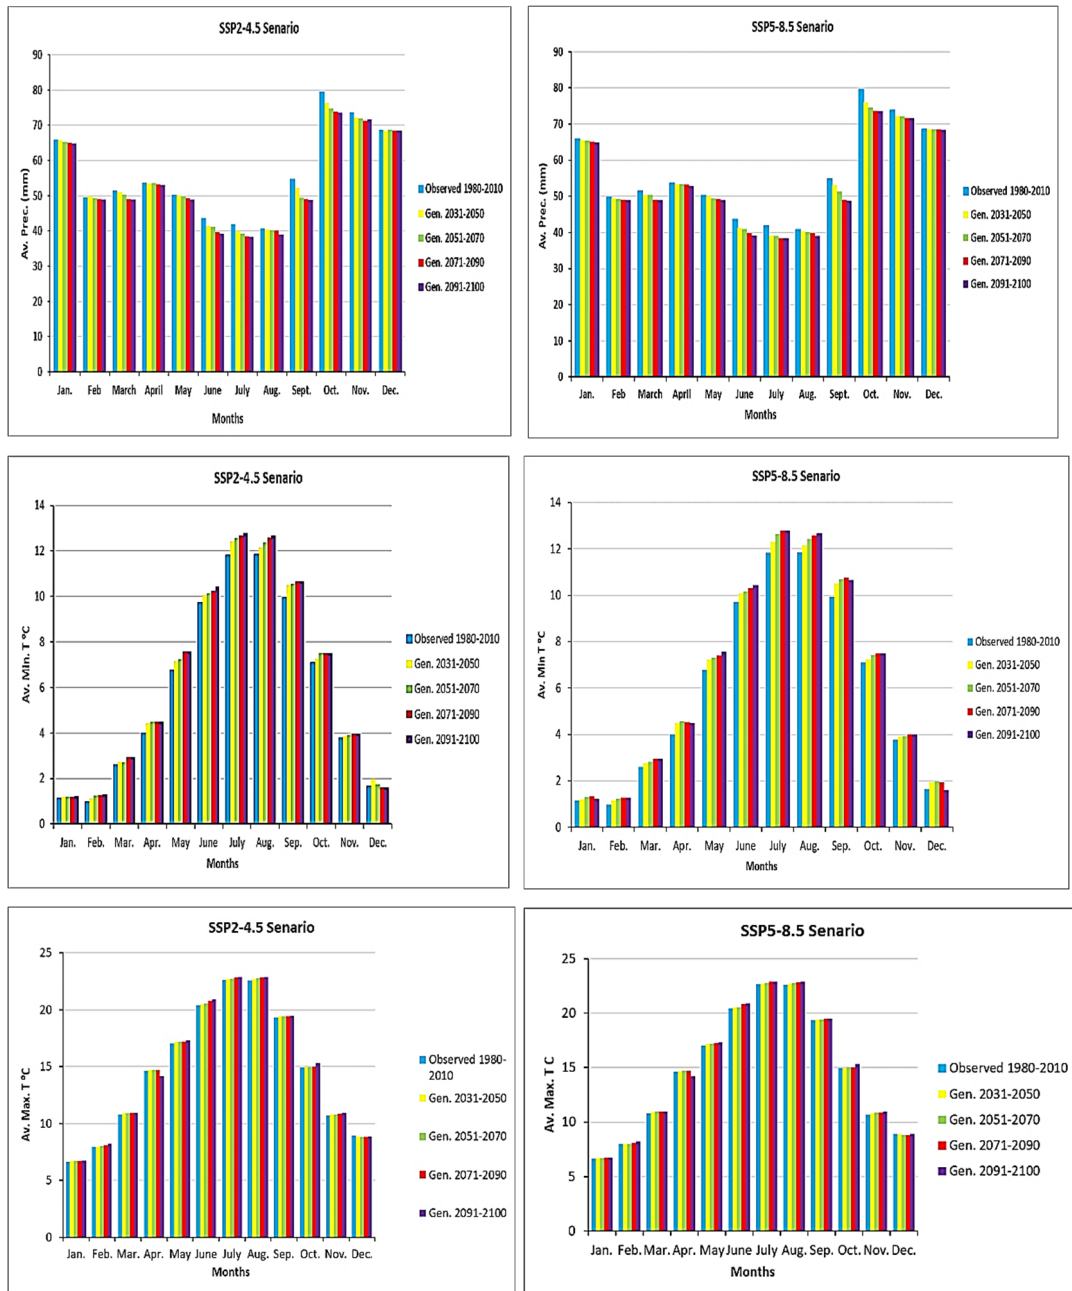 SSP2-4.5 Senario
90
80
70
60
50
40
30
20
10
0
Av. Prec. (mm)
Jan. Feb March April May June July Aug. Sept. Oct. Nov. Dec.
Months
Observed 1980-2010
Gen. 2031-2050
Gen. 2051-2070
Gen. 2071-2090
Gen. 2091-2100
SSP5-8.5 Senario
90
80
70
60
50
40
30
20
10
0
Av. Prec. (mm)
Jan. Feb March April May June July Aug. Sept. Oct. Nov. Dec.
Months
Observed 1980-2010
Gen. 2031-2050
Gen. 2051-2070
Gen. 2071-2090
Gen. 2091-2100
SSP2-4.5 Senario
14
12
10
8
6
4
2
0
Av. Min. T °C
Jan. Feb. Mar. Apr. May June July Aug. Sep. Oct. Nov. Dec.
Months
Observed 1980-2010
Gen. 2031-2050
Gen. 2051-2070
Gen. 2071-2090
Gen. 2091-2100
SSP5-8.5 Senario
14
12
10
8
6
4
2
0
Av. Min T °C
Jan. Feb. Mar. Apr. May June July Aug. Sep. Oct. Nov. Dec.
Months
Observed 1980-2010
Gen. 2031-2050
Gen. 2051-2070
Gen. 2071-2090
Gen. 2091-2100
SSP2-4.5 Senario
25
20
15
10
5
0
Av. Max. T °C
Jan. Feb. Mar. Apr. May June July Aug. Sep. Oct. Nov. Dec.
Months
Observed 1980-
2010
Gen. 2031-2050
Gen. 2051-2070
Gen. 2071-2090
Gen. 2091-2100
SSP5-8.5 Senario
25
20
15
10
5
0
Av. Max. T C
Jan. Feb. Mar. Apr. May June July Aug. Sep. Oct. Nov. Dec.
Months
Observed 1980-2010
Gen. 2031-2050
Gen. 2051-2070
Gen. 2071-2090
Gen. 2091-2100